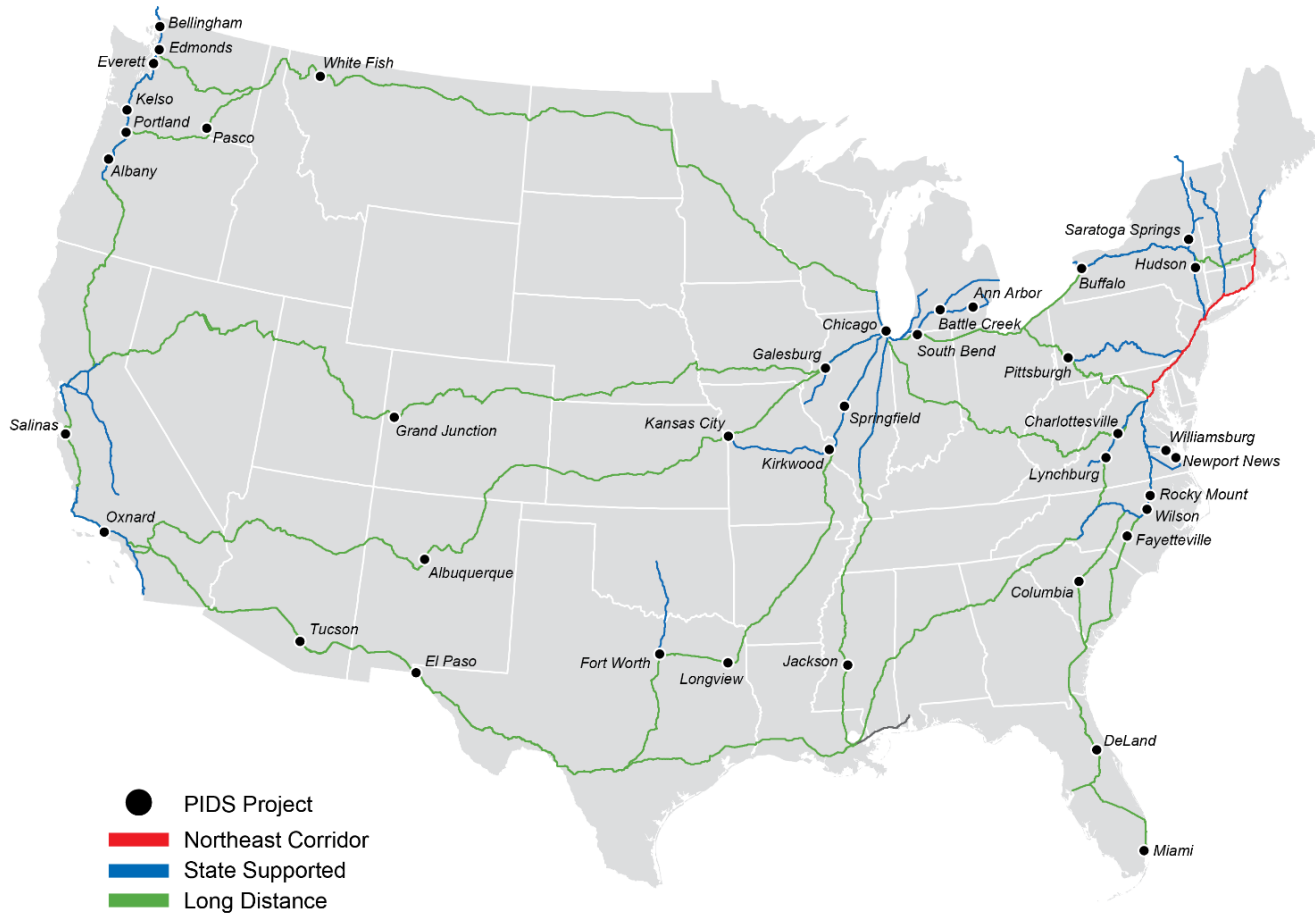 Bellingham
Edmonds
Everett
White Fish
Kelso
Portland
Pasco
Albany
Saratoga Springs
Hudson
Buffalo
Ann Arbor
Battle Creek
Chicago
South Bend
Galesburg
Pittsburgh
Springfield
Grand Junction
Kansas City
Salinas
Charlottesville
Williamsburg
Kirkwood
Newport News
Lynchburg
Rocky Mount
Wilson
Oxnard
Fayetteville
Albuquerque
Columbia
Tucson
El Paso
Fort Worth
Jackson
Longview
DeLand
PIDS Project
Northeast Corridor
Miami
State Supported
Long Distance